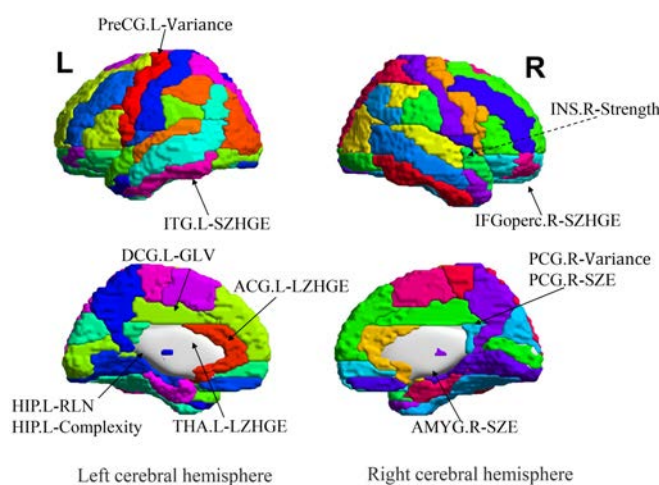 PreCG.L-Variance
L
R
INS.R-Strength
ITG.L-SZHGE
IFGoperc.R-SZHGE
DCG.L-GLV
ACG.L-LZHGE
PCG.R-Variance
PCG.R-SZE
HIP.L-RLN
HIP.L-Complexity
THA.L-LZHGE
AMYG.R-SZE
Left cerebral hemisphere
Right cerebral hemisphere